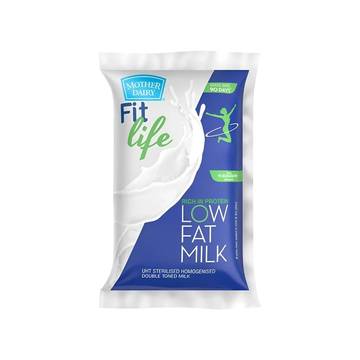 MOTHER
DAIRY
Fit
life
90 DAYS
RICH IN PROTEIN
LOW
FAT
MILK
UHT STERILISED HOMOGENISED
DOUBLE TONED MILK